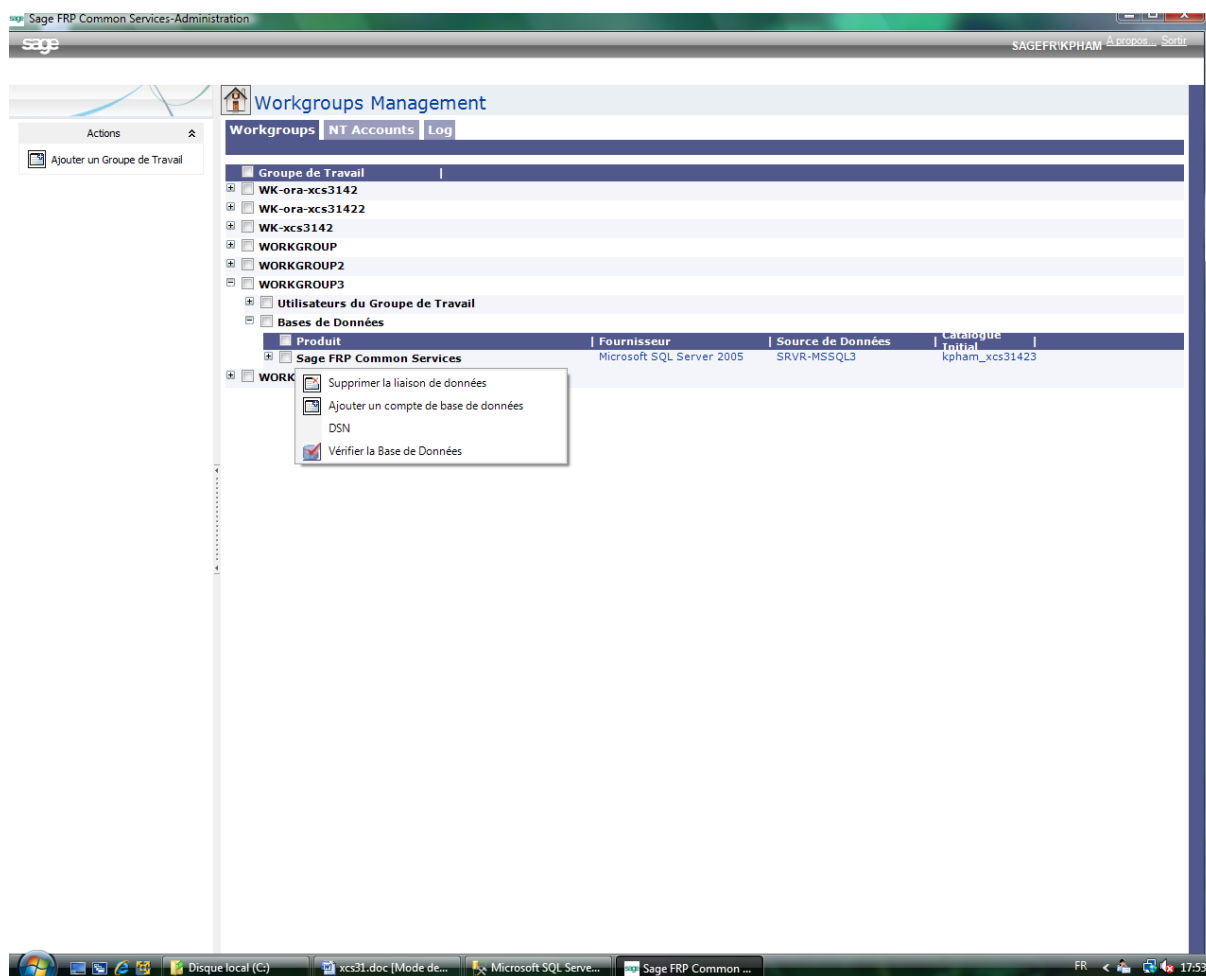 Sage FRP Common Services-Administration
sage
SAGEFR\KPHAM A propos... Sortir
Workgroups Management
Actions
Workgroups NT Accounts Log
Ajouter un Groupe de Travail
Groupe de Travail |
WK-ora-xcs3142
WK-ora-xcs31422
WK-xcs3142
WORKGROUP
WORKGROUP2
WORKGROUP3
Utilisateurs du Groupe de Travail
Bases de Données
Produit | Fournisseur | Source de Données | Catalogue Initial |
Sage FRP Common Services Microsoft SQL Server 2005 SRVR-MSSQL3 kpham_xcs31423
WORK
Supprimer la liaison de données
Ajouter un compte de base de données
DSN
Vérifier la Base de Données
Disque local (C:) xcs31.doc [Mode de... Microsoft SQL Serve... Sage FRP Common ... FR < 17:53